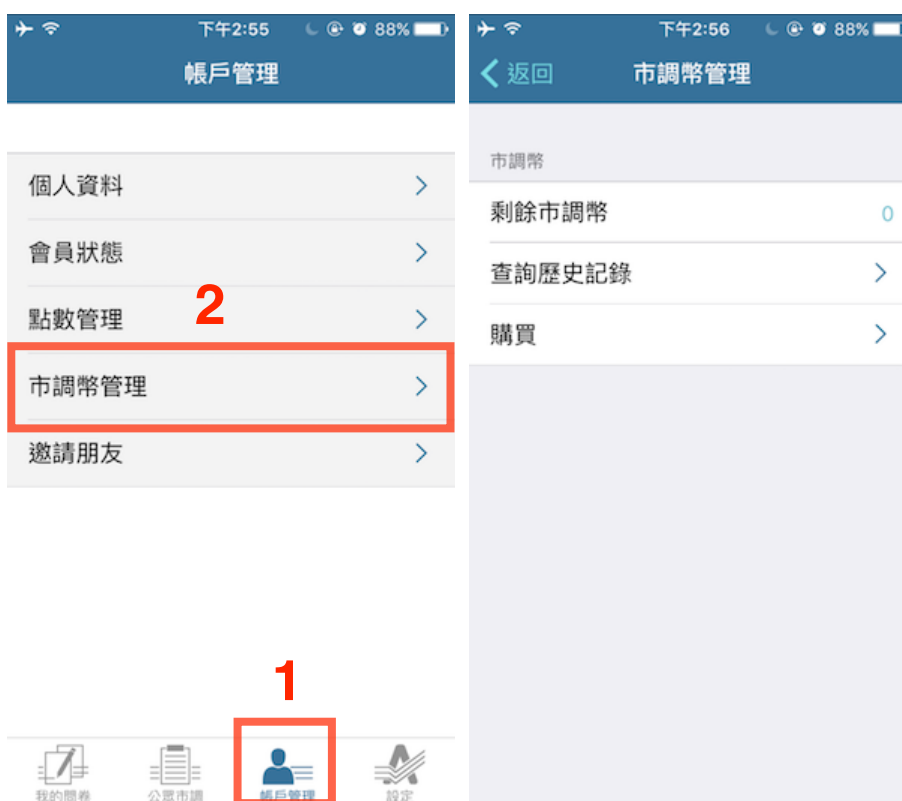 下午2:55
88%
帳戶管理
個人資料
會員狀態
點數管理
2
市調幣管理
邀請朋友
1
我的問卷
公眾市調
帳戶管理
設定
下午2:56
88%
返回
市調幣管理
市調幣
剩餘市調幣
0
查詢歷史記錄
購買